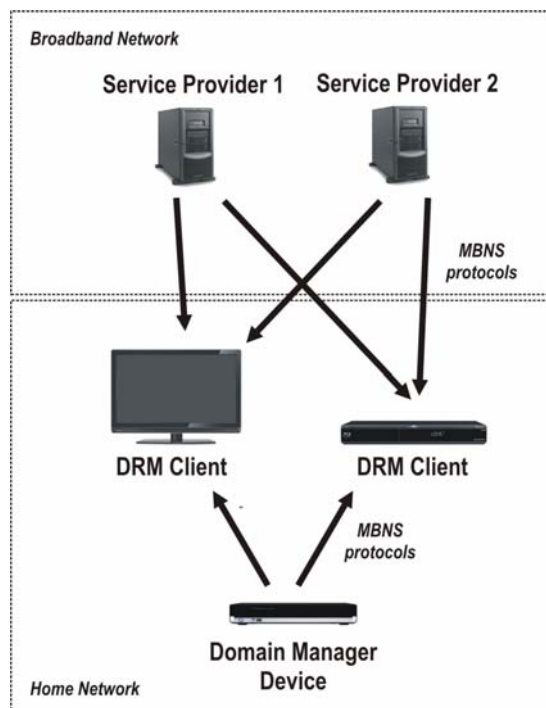 Broadband Network
Service Provider 1
Service Provider 2
MBNS
protocols
DRM Client
DRM Client
MBNS
protocols
Domain Manager
Device
Home Network